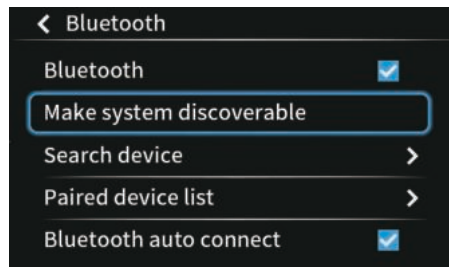 Bluetooth
Bluetooth
Make system discoverable
Search device
Paired device list
Bluetooth auto connect